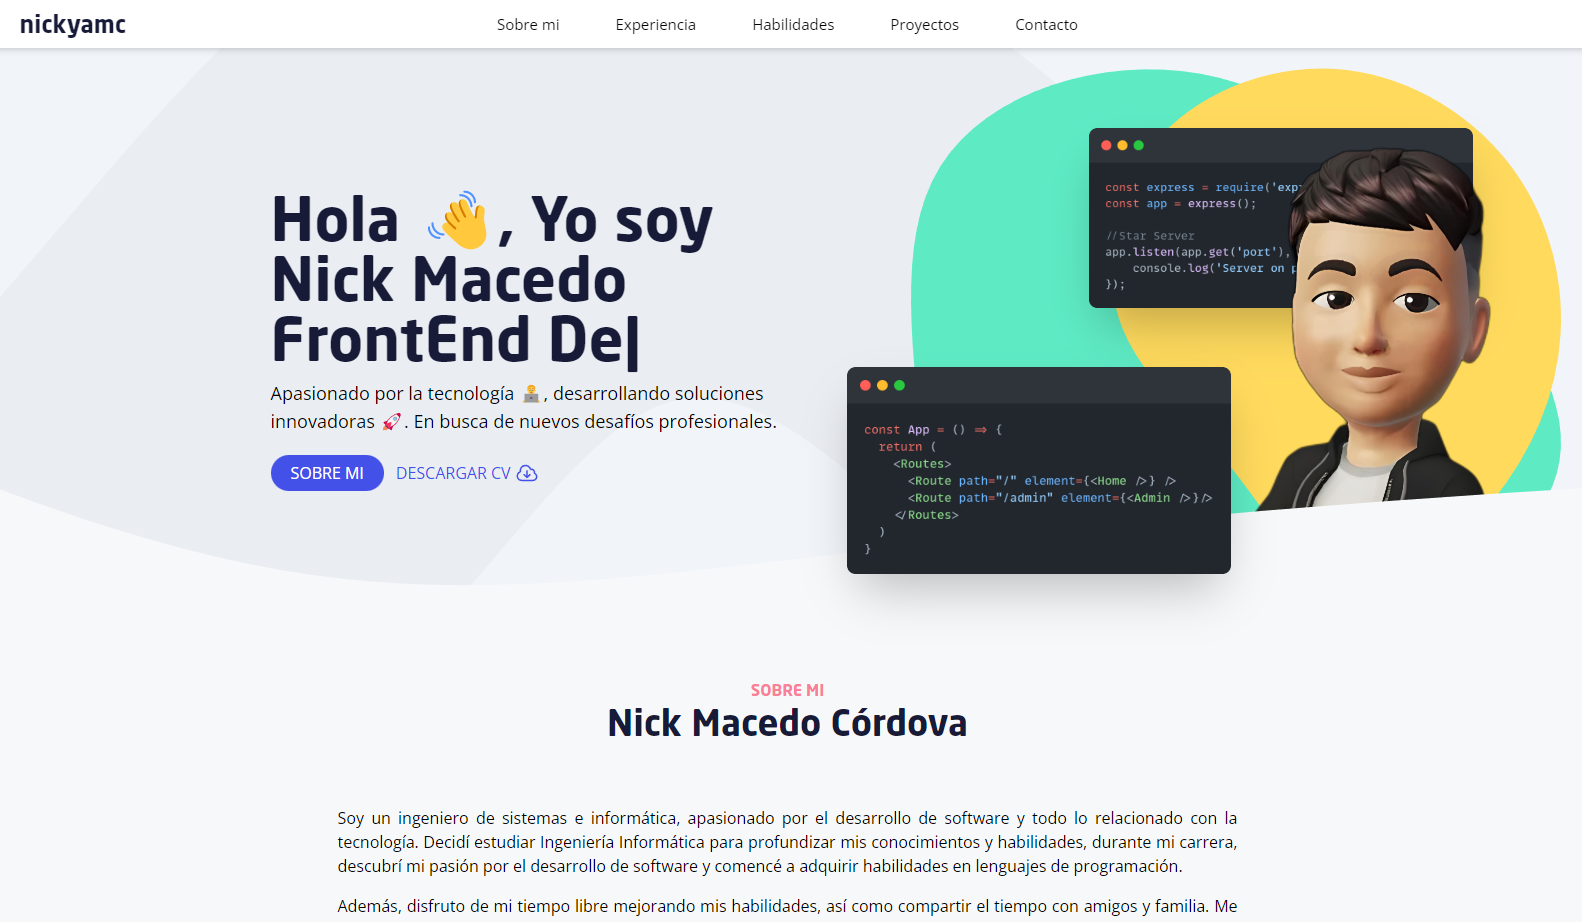 nickyamc
Sobre mi
Experiencia
Habilidades
Proyectos
Contacto
Hola 👋, Yo soy
Nick Macedo
FrontEnd De|
Apasionado por la tecnología 🧑‍💻, desarrollando soluciones
innovadoras 🚀. En busca de nuevos desafíos profesionales.
SOBRE MI
DESCARGAR CV
const express = require('exp
const app = express();
//Star Server
app.listen(app.get('port'),
console.log('Server on p
});
const App = () => {
return (
<Routes>
<Route path="/" element={<Home />} />
<Route path="/admin" element={<Admin />}/>
</Routes>
)
}
SOBRE MI
Nick Macedo Córdova
Soy un ingeniero de sistemas e informática, apasionado por el desarrollo de software y todo lo relacionado con la
tecnología. Decidí estudiar Ingeniería Informática para profundizar mis conocimientos y habilidades, durante mi carrera,
descubrí mi pasión por el desarrollo de software y comencé a adquirir habilidades en lenguajes de programación.
Además, disfruto de mi tiempo libre mejorando mis habilidades, así como compartir el tiempo con amigos y familia. Me